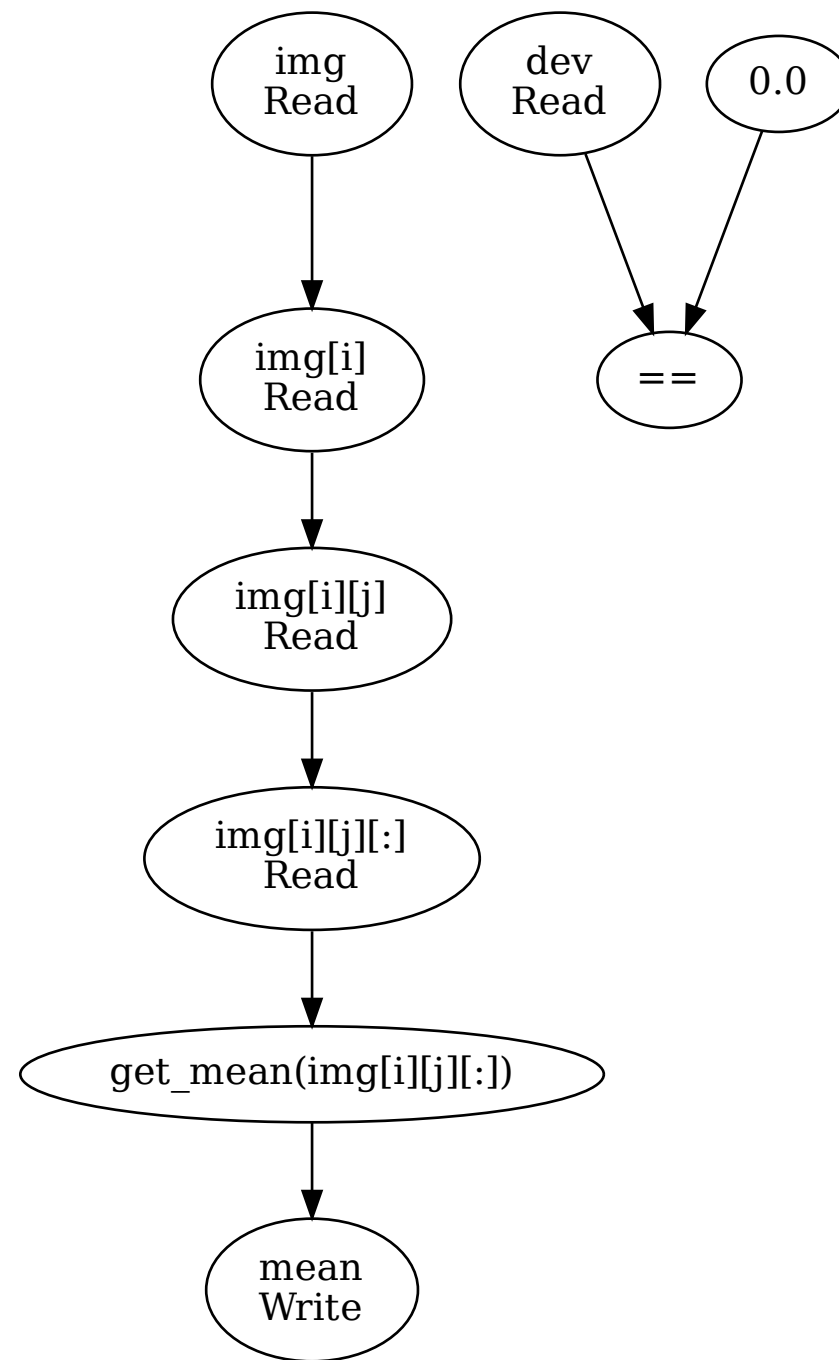 img
Read
dev
Read
0.0
img[i]
Read
==
img[i][j]
Read
img[i][j][:]
Read
get_mean(img[i][j][:])
mean
Write